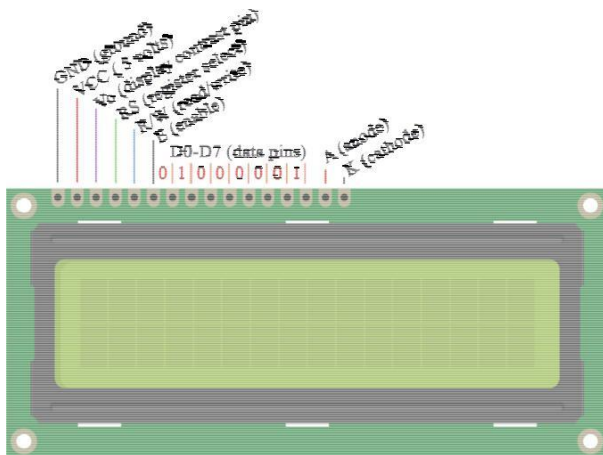 GND (ground)
VCC ( 5 volts)
Vo (display contrast pin)
RS (register select)
R/W (read/write)
E (enable)
D0-D7 (data pins)
0 1 0 0 0 0 0 1
A (anode)
K (cathode)